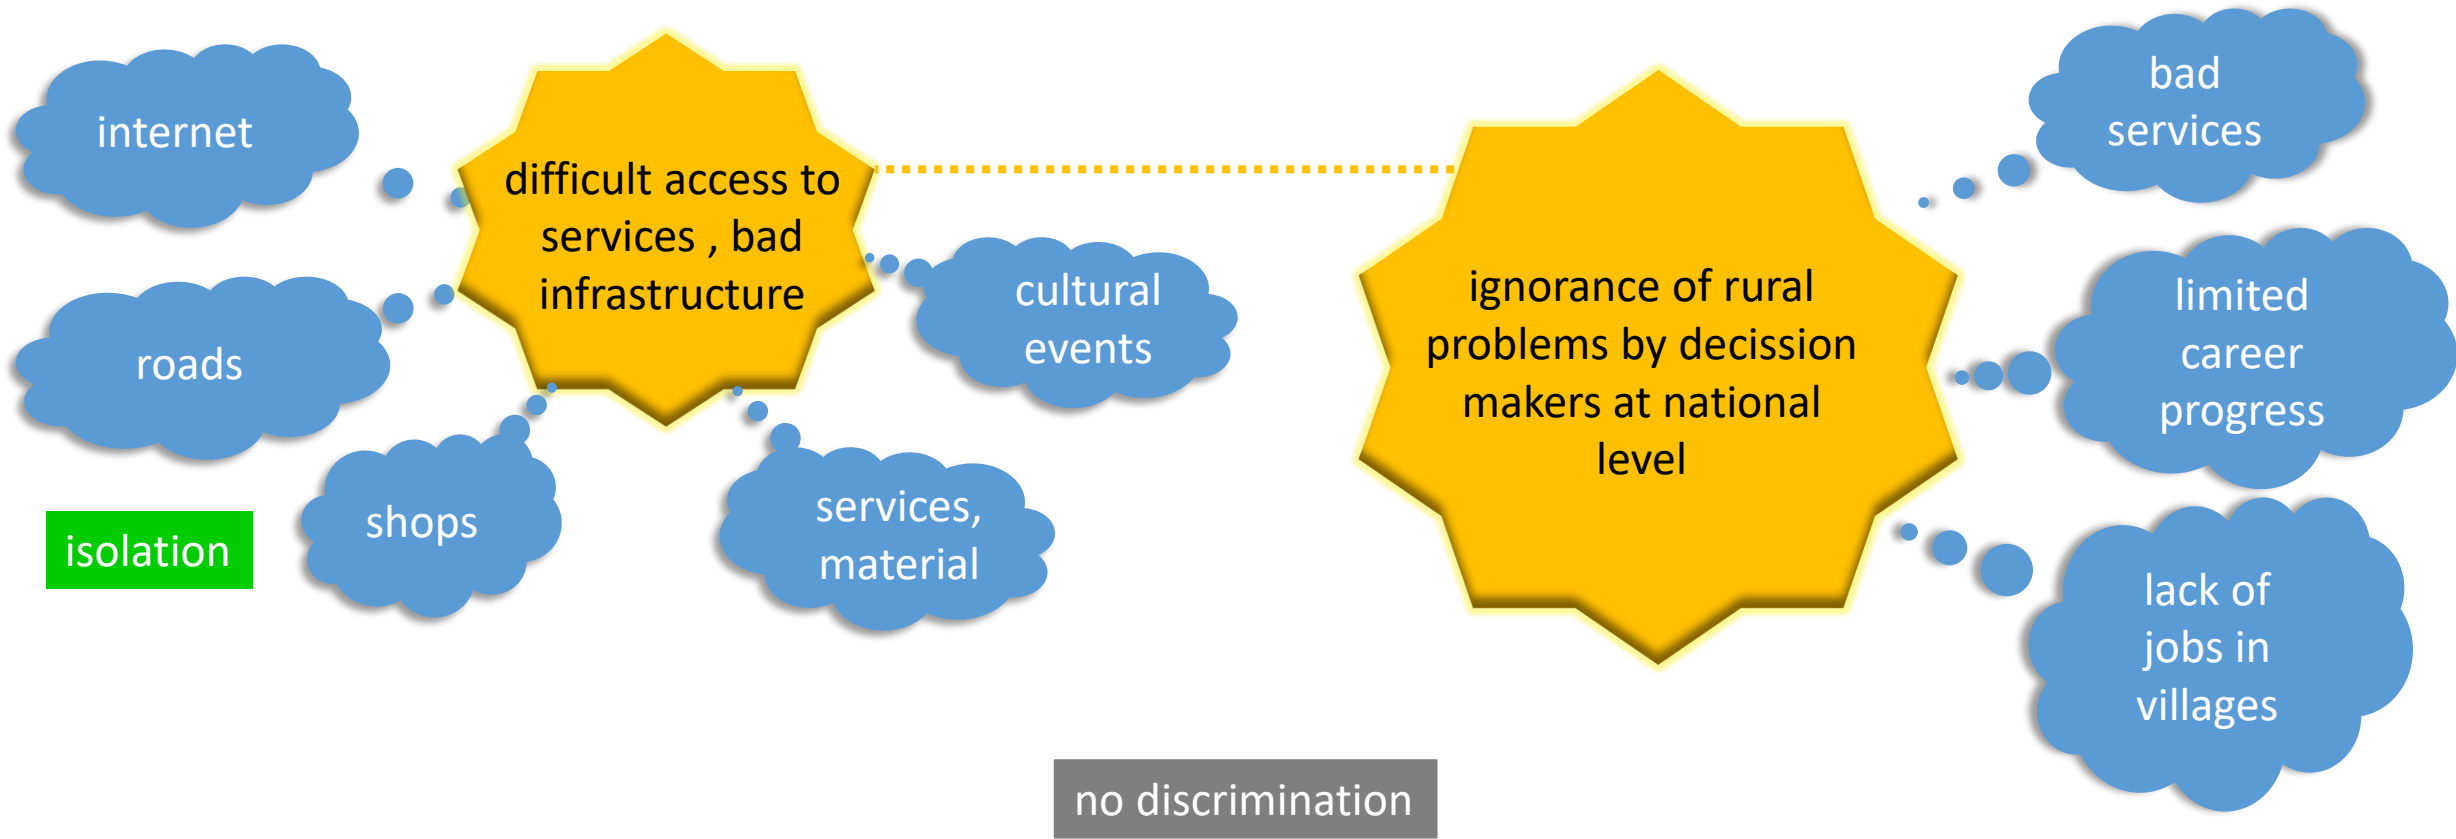 internet
roads
isolation
shops
difficult access to
services , bad
infrastructure
cultural
events
services,
material
ignorance of rural
problems by decission
makers at national
level
bad
services
limited
career
progress
lack of
jobs in
villages
no discrimination